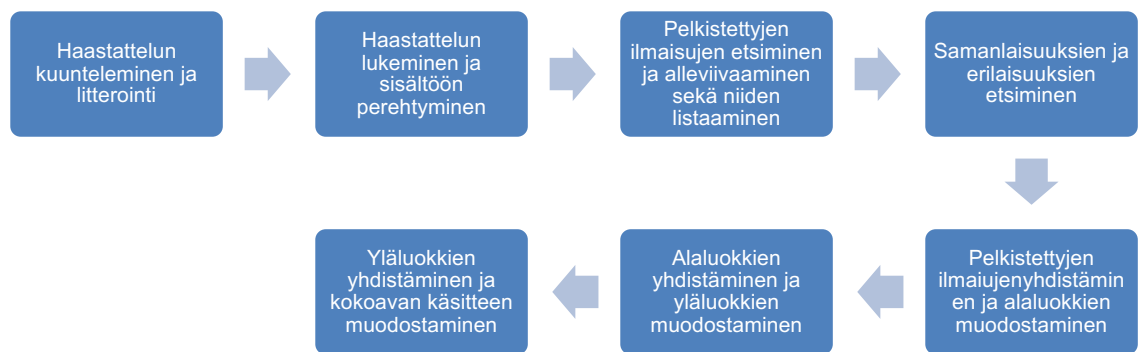 Haastattelun
kuunteleminen ja
litterointi
Haastattelun
lukeminen ja
sisältöön
perehtyminen
Pelkistettyjen
ilmaisujen etsiminen
ja alleviivaaminen
sekä niiden
listaaminen
Samanlaisuuksien ja
erilaisuuksien
etsiminen
Pelkistettyjen
ilmaiujenyhdistämin
en ja alaluokkien
muodostaminen
Alaluokkien
yhdistäminen ja
yläluokkien
muodostaminen
Yläluokkien
yhdistäminen ja
kokoavan käsitteen
muodostaminen